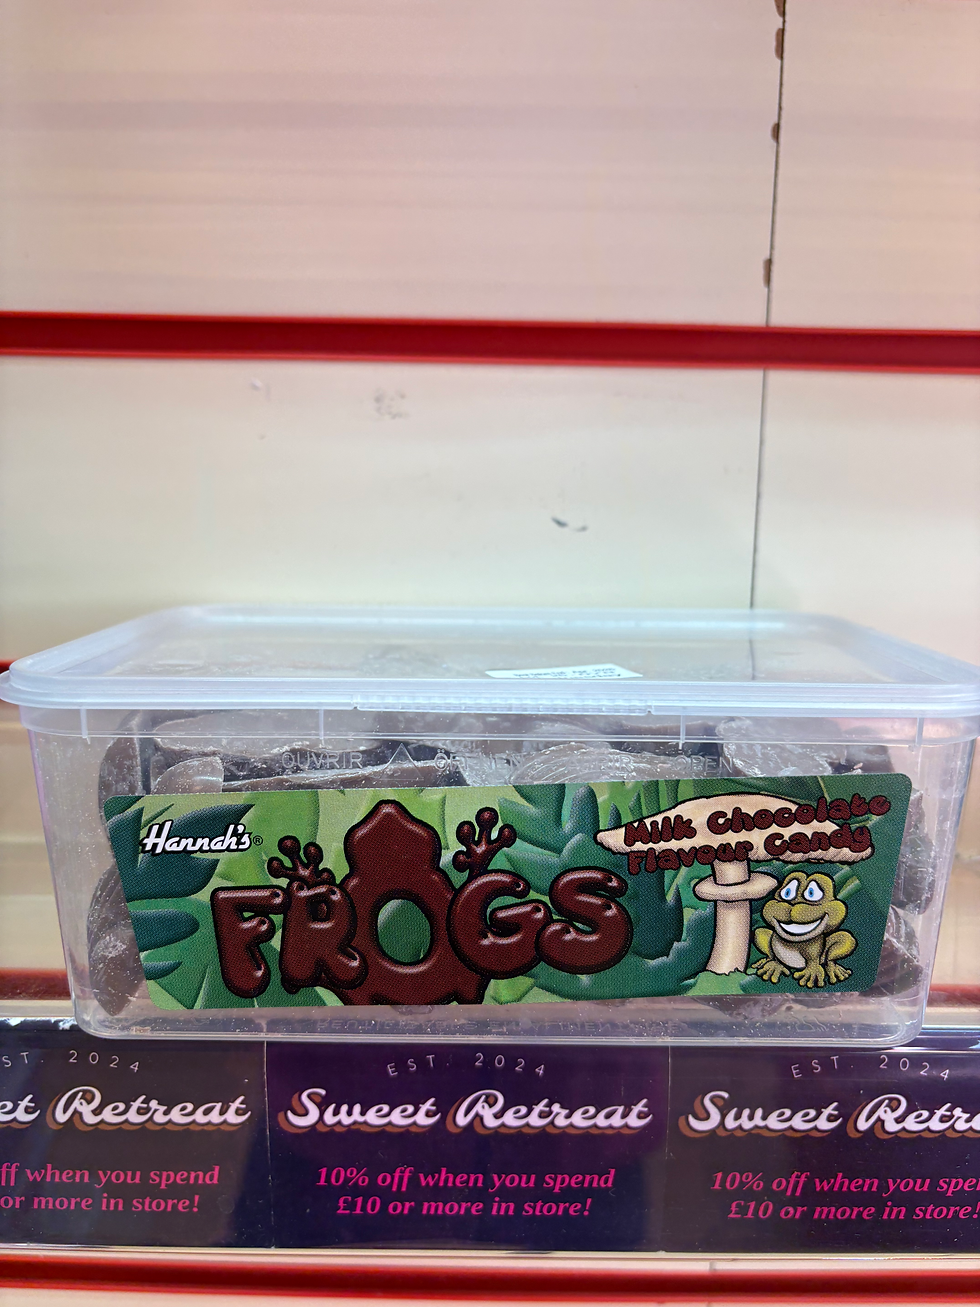 OUVRIR
OPEN
Hannah's®
FROGS
Milk Chocolate
Flavour Candy
EST. 2024
Sweet Retreat
10% off when you spend
£10 or more in store!
ST. 2024
et Retreat
ff when you spend
or more in store!
EST. 2024
Sweet Retre
10% off when you spe
£10 or more in store!